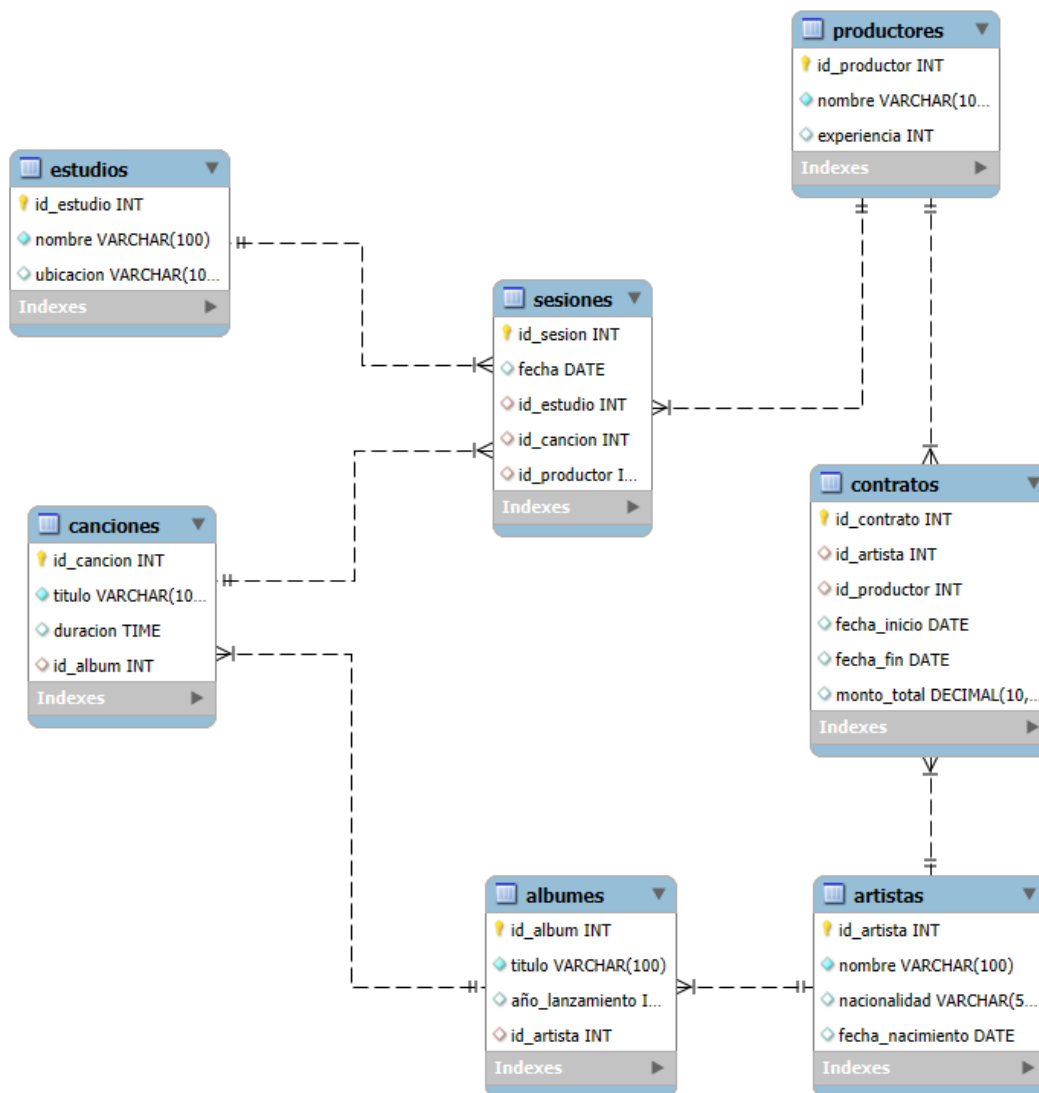 productores
id_productor INT
nombre VARCHAR(10...
experiencia INT
Indexes
estudios
id_estudio INT
nombre VARCHAR(100)
ubicacion VARCHAR(10...
Indexes
sesiones
id_sesion INT
fecha DATE
id_estudio INT
id_cancion INT
id_productor I...
Indexes
contratos
id_contrato INT
id_artista INT
id_productor INT
fecha_inicio DATE
fecha_fin DATE
monto_total DECIMAL(10,...
Indexes
canciones
id_cancion INT
titulo VARCHAR(10...
duracion TIME
id_album INT
Indexes
albumes
id_album INT
titulo VARCHAR(100)
año_lanzamiento I...
id_artista INT
Indexes
artistas
id_artista INT
nombre VARCHAR(100)
nacionalidad VARCHAR(5...
fecha_nacimiento DATE
Indexes